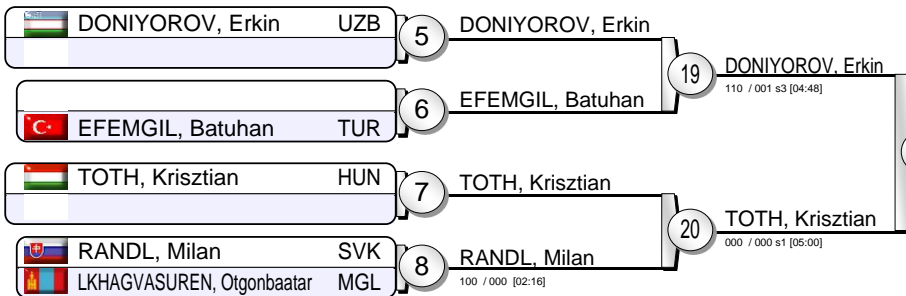 DONIYOROV, Erkin UZB
5
DONIYOROV, Erkin
19
DONIYOROV, Erkin
110 / 001 s3 [04:48]
6
EFEMGIL, Batuhan
EFEMGIL, Batuhan TUR
TOTH, Krisztian HUN
7
TOTH, Krisztian
20
TOTH, Krisztian
000 / 000 s1 [05:00]
RANDL, Milan SVK
8
RANDL, Milan
100 / 000 [02:16]
LKHAGVASUREN, Otgonbaatar MGL